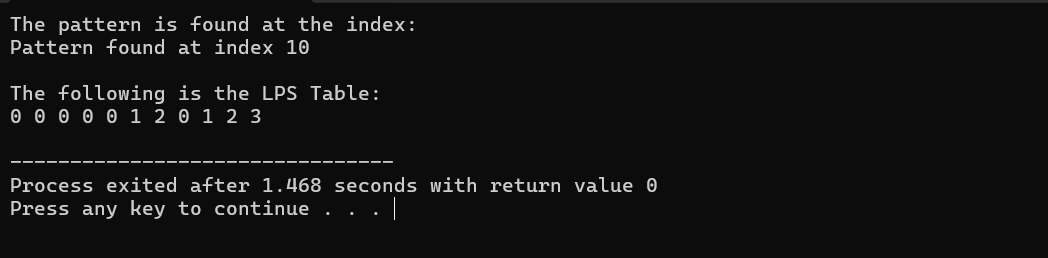 The pattern is found at the index:
Pattern found at index 10
The following is the LPS Table:
0 0 0 0 0 1 2 0 1 2 3
--------------------------------
Process exited after 1.468 seconds with return value 0
Press any key to continue . . .